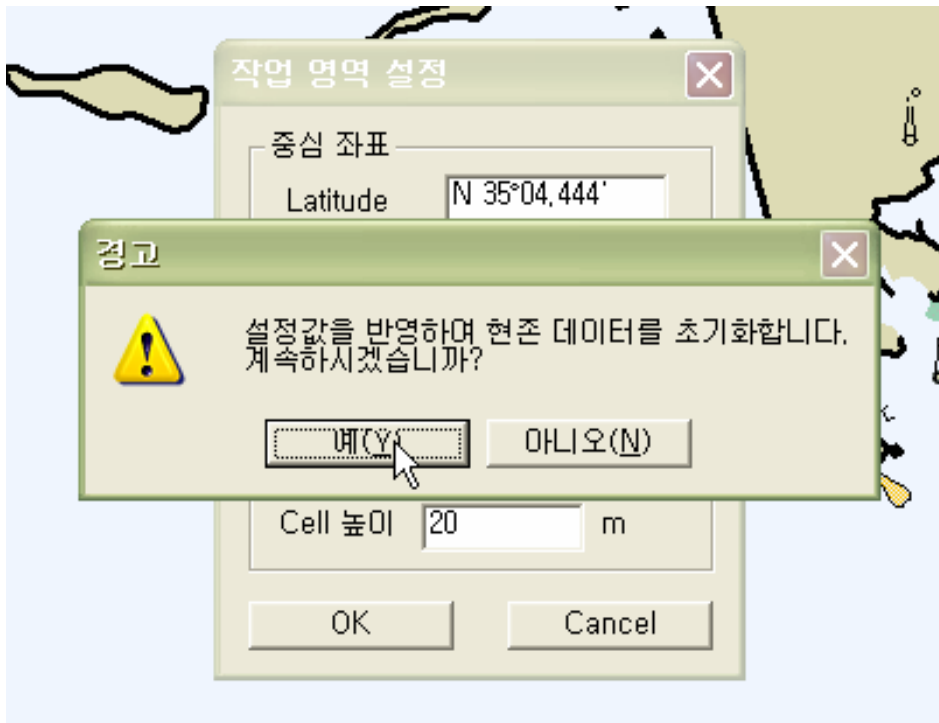 작업 영역 설정
중심 좌표
Latitude N 35°04.444'
경고
설정값을 반영하며 현존 데이터를 초기화합니다.
계속하시겠습니까?
예(Y) 아니오(N)
Cell 높이 20 m
OK Cancel